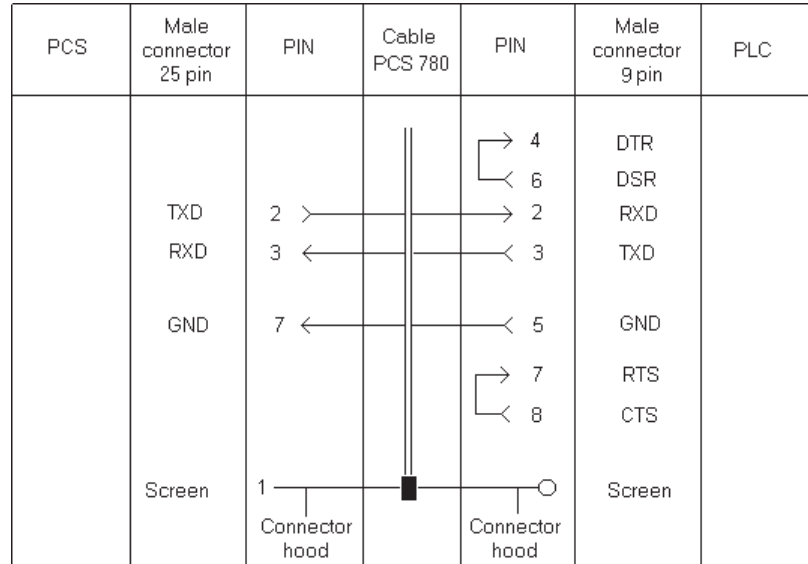 PCS
Male connector 25 pin
PIN
Cable PCS 780
PIN
Male connector 9 pin
PLC
4 DTR
6 DSR
TXD 2 2 RXD
RXD 3 3 TXD
GND 7 5 GND
7 RTS
8 CTS
Screen 1 Screen
Connector hood
Connector hood